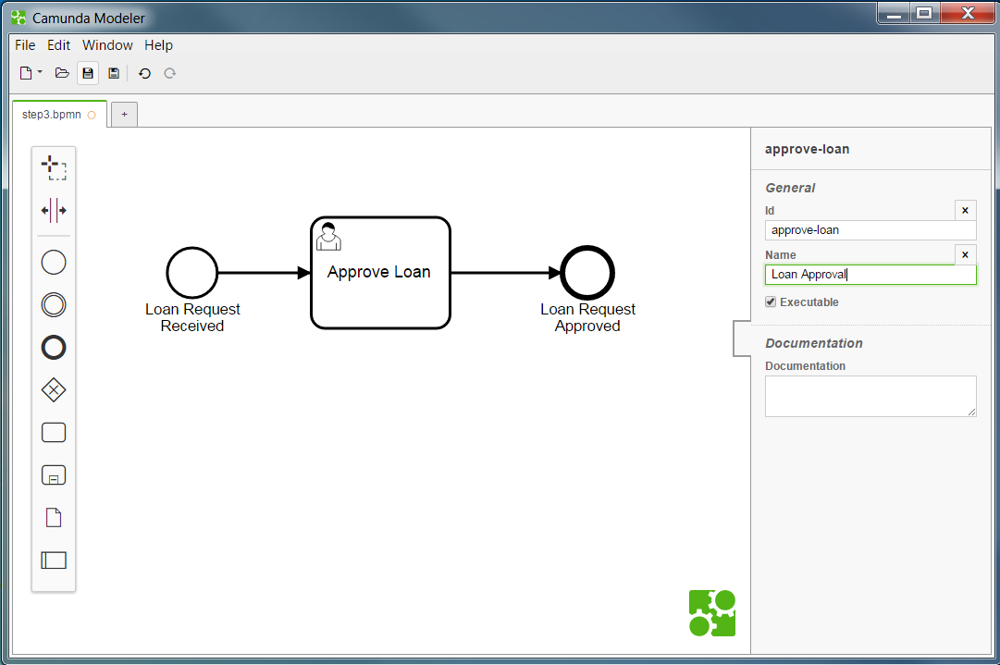 Camunda Modeler
File Edit Window Help
step3.bpmn
+
approve-loan
General
Id
approve-loan
Name
Loan Approval
Executable
Documentation
Documentation
Approve Loan
Loan Request
Received
Loan Request
Approved